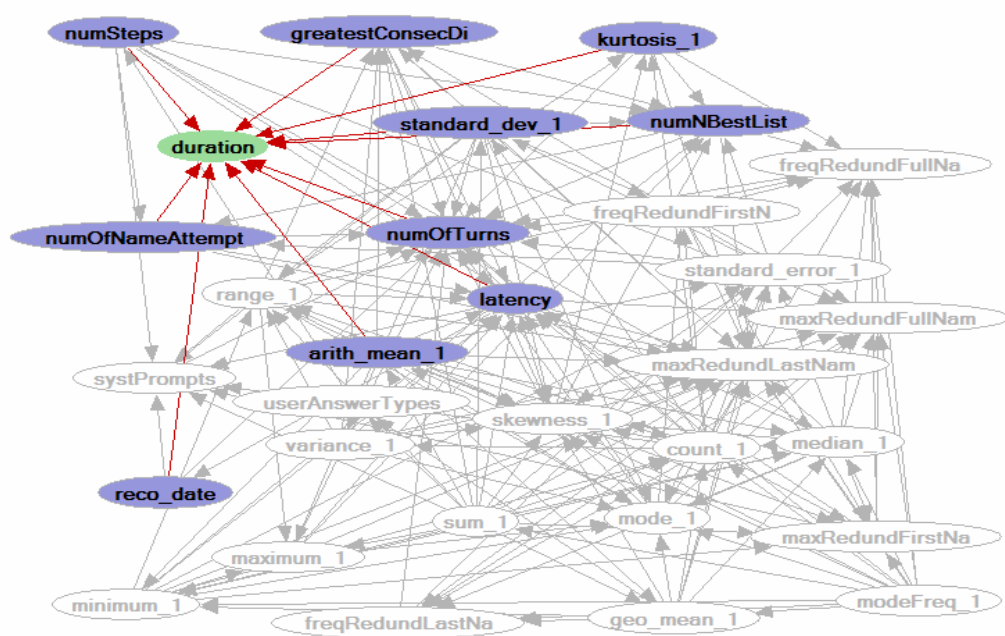 numSteps
greatestConsecDi
kurtosis_1
standard_dev_1
numNBestList
duration
freqRedundFullNa
freqRedundFirstN
numOfNameAttempt
numOfTurns
standard_error_1
range_1
latency
maxRedundFullNam
arith_mean_1
maxRedundLastNam
systPrompts
userAnswerTypes
skewness_1
variance_1
count_1
median_1
reco_date
sum_1
mode_1
maxRedundFirstNa
maximum_1
minimum_1
modeFreq_1
freqRedundLastNa
geo_mean_1